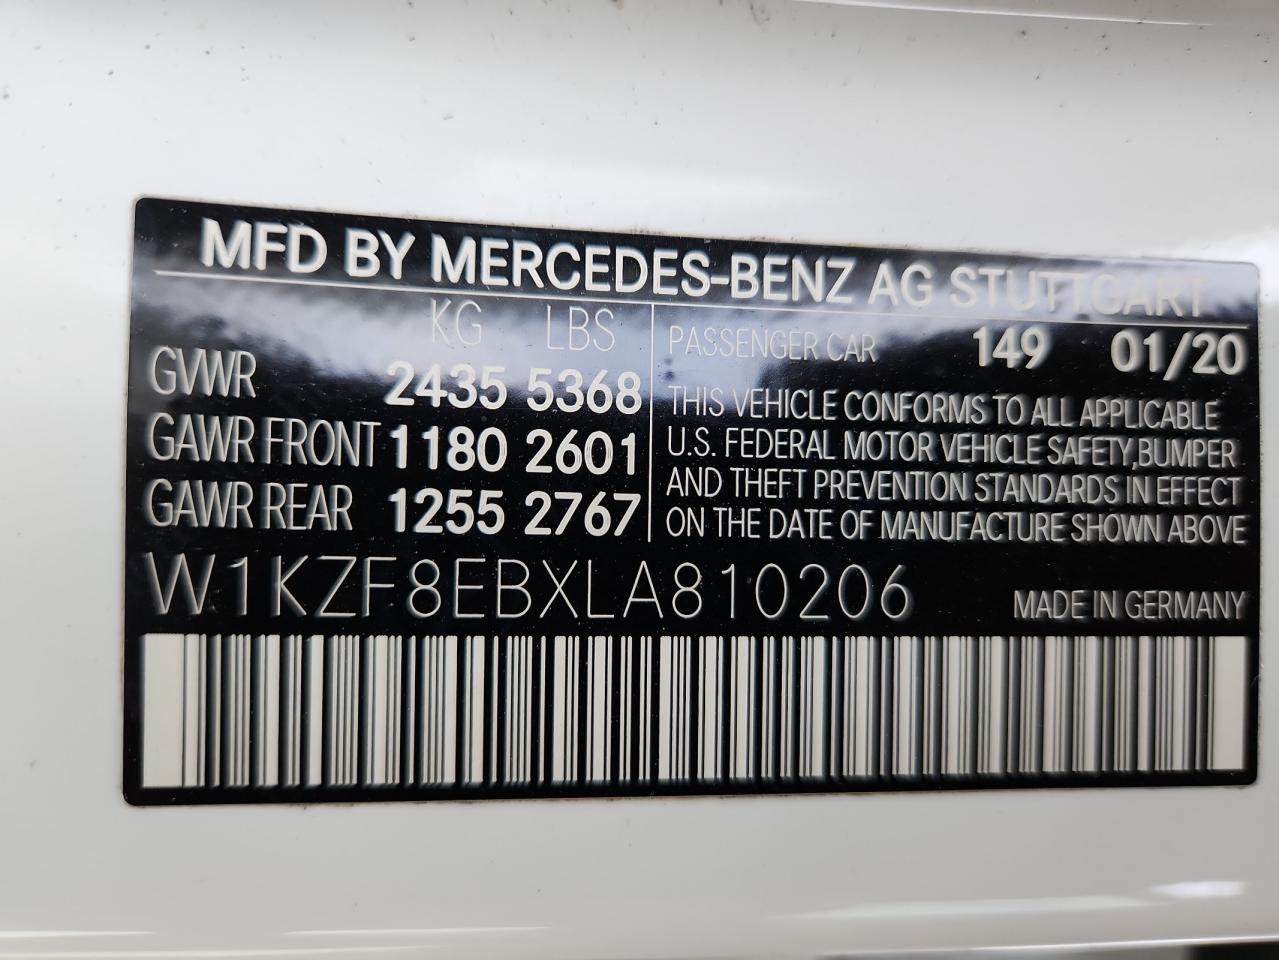 MFD BY MERCEDES-BENZ AG STUTTGART
KG LBS
GVWR 2435 5368
GAWR FRONT 1180 2601
GAWR REAR 1255 2767
PASSENGER CAR 149 01/20
THIS VEHICLE CONFORMS TO ALL APPLICABLE
U.S. FEDERAL MOTOR VEHICLE SAFETY,BUMPER
AND THEFT PREVENTION STANDARDS IN EFFECT
ON THE DATE OF MANUFACTURE SHOWN ABOVE
W1KZF8EBXLA810206
MADE IN GERMANY